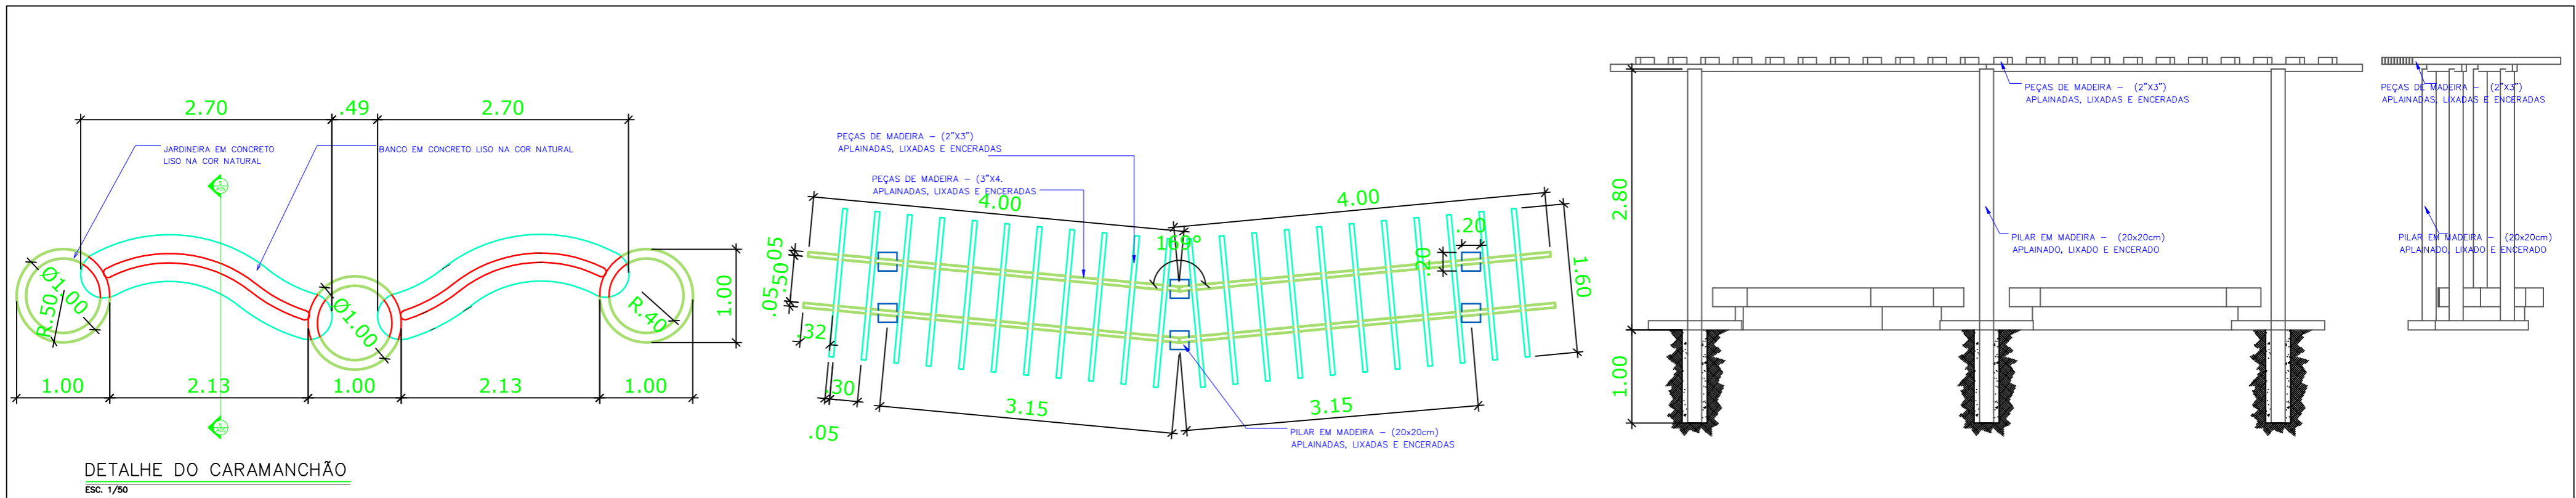 2.70
.49
2.70
JARDINEIRA EM CONCRETO
LISO NA COR NATURAL
BANCO EM CONCRETO LISO NA COR NATURAL
Ø1.00
R.50
Ø1.00
R.40
1.00
1.00
2.13
1.00
2.13
1.00
DETALHE DO CARAMANCHÃO
ESC. 1/50
PEÇAS DE MADEIRA – (2"X3")
APLAINADAS, LIXADAS E ENCERADAS
PEÇAS DE MADEIRA – (3"X4.
APLAINADAS, LIXADAS E ENCERADAS
4.00
4.00
169°
.20
.20
.05
.50
.05
1.60
.32
.30
.05
3.15
3.15
PILAR EM MADEIRA – (20x20cm)
APLAINADAS, LIXADAS E ENCERADAS
PEÇAS DE MADEIRA – (2"X3")
APLAINADAS, LIXADAS E ENCERADAS
2.80
PILAR EM MADEIRA – (20x20cm)
APLAINADO, LIXADO E ENCERADO
1.00
PEÇAS DE MADEIRA – (2"X3")
APLAINADAS, LIXADAS E ENCERADAS
PILAR EM MADEIRA – (20x20cm)
APLAINADO, LIXADO E ENCERADO